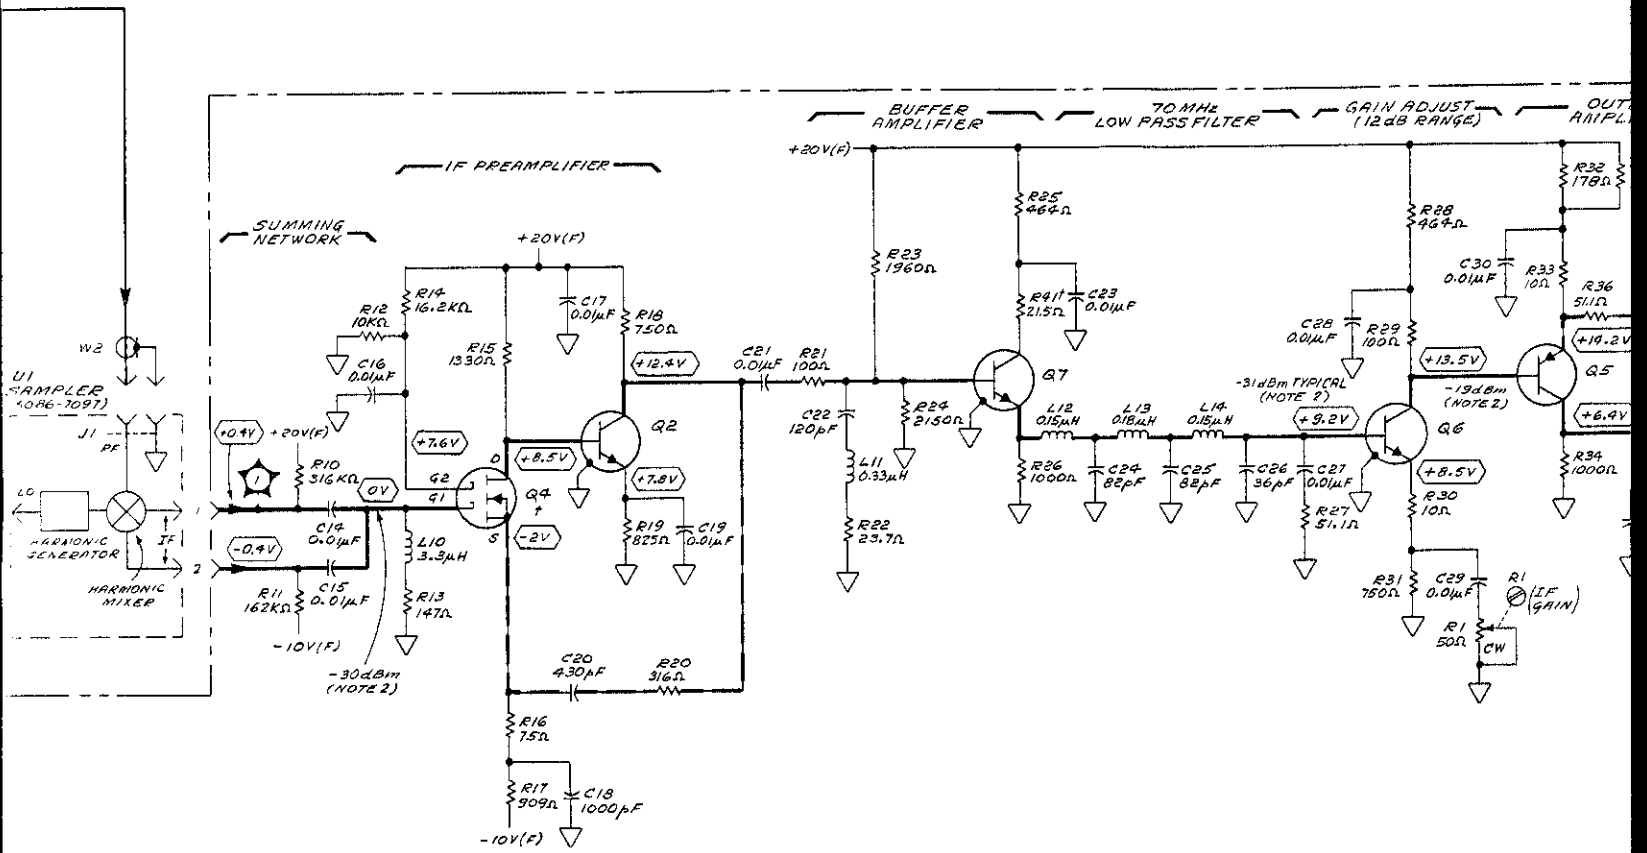 BUFFER
AMPLIFIER
70 MHz
LOW PASS FILTER
GAIN ADJUST
(12dB RANGE)
+20V(F)
IF PREAMPLIFIER
SUMMING
NETWORK
+20V(F)
R32
178Ω
R25
464Ω
R28
464Ω
R23
1960Ω
C30
0.01μF
R33
10Ω
R36
51.1Ω
R14
16.2KΩ
R12
10KΩ
C17
0.01μF
R18
750Ω
R41†
21.5Ω
C23
0.01μF
C28
0.01μF
R29
100Ω
W2
R15
1330Ω
C16
0.01μF
+12.4V
C21
0.01μF
R21
100Ω
+13.5V
+14.2V
U1
SAMPLER
Q7
Q5
-31dBm TYPICAL
(NOTE 2)
-19dBm
(NOTE 2)
J1
RF
+0.4V
+20V(F)
+7.6V
Q2
C22
120pF
R24
2150Ω
L12
0.15μH
L13
0.18μH
L14
0.15μH
+9.2V
Q6
+6.4V
1
R10
316KΩ
0V
D
+8.5V
+7.8V
L11
0.33μH
R26
1000Ω
C24
82pF
C25
82pF
C26
36pF
C27
0.01μF
+8.5V
R34
1000Ω
LO
G2
G1
Q4
†
S
-2V
1
C14
0.01μF
R30
10Ω
R27
51.1Ω
HARMONIC
GENERATOR
IF
-0.4V
L10
3.3μH
R19
825Ω
C19
0.01μF
R22
23.7Ω
2
HARMONIC
MIXER
R11
162KΩ
C15
0.01μF
R13
147Ω
R31
750Ω
C29
0.01μF
R1
(IF
GAIN)
R1
50Ω
CW
-10V(F)
-30dBm
(NOTE 2)
C20
430pF
R20
316Ω
R16
75Ω
R17
909Ω
C18
1000pF
-10V(F)